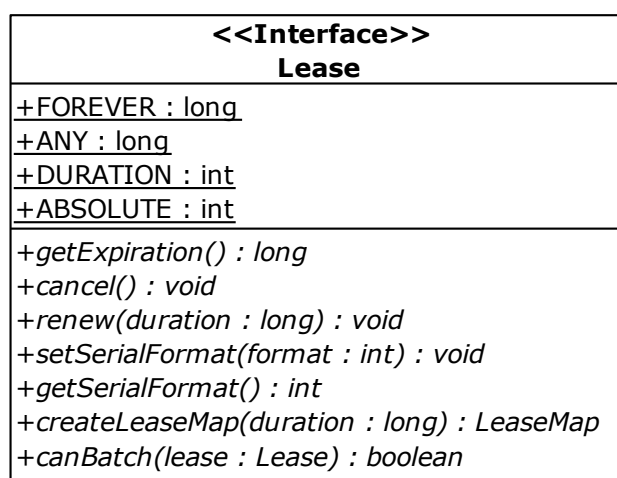 <<Interface>>
Lease
+FOREVER : long
+ANY : long
+DURATION : int
+ABSOLUTE : int
+getExpiration() : long
+cancel() : void
+renew(duration : long) : void
+setSerialFormat(format : int) : void
+getSerialFormat() : int
+createLeaseMap(duration : long) : LeaseMap
+canBatch(lease : Lease) : boolean